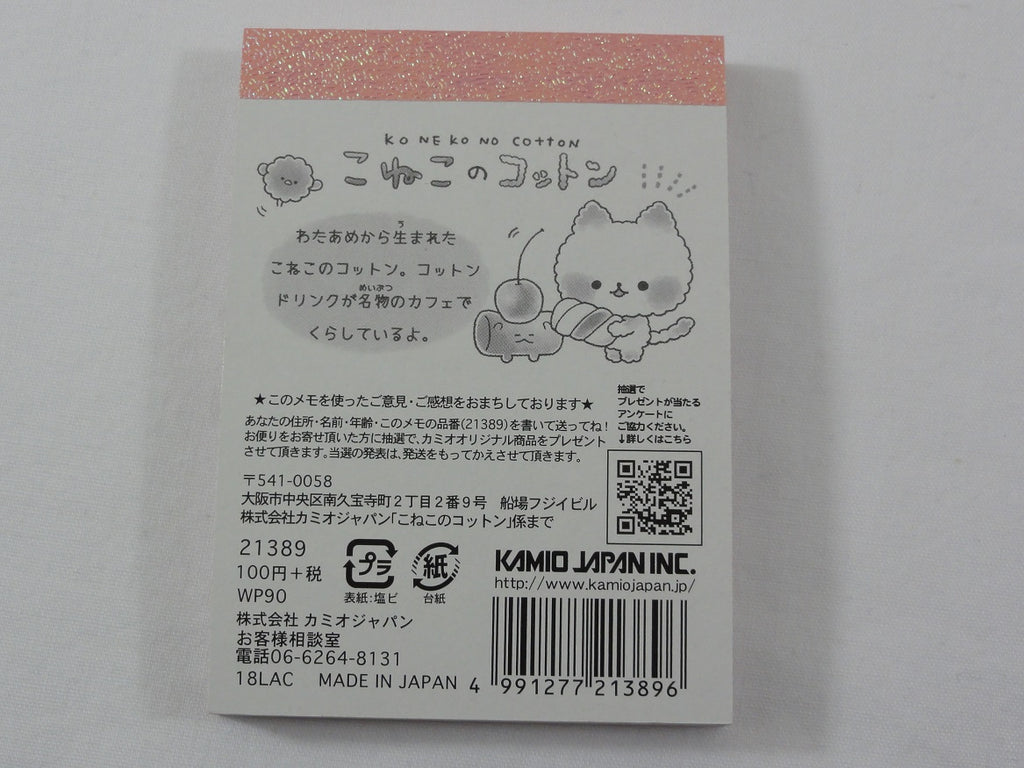 KO NE KO NO COTTON
こねこのコットン
わたあめから生まれた
こねこのコットン。コットン
ドリンクが名物のカフェで
くらしているよ。
★このメモを使ったご意見・ご感想をおまちしております★
あなたの住所・名前・年齢・このメモの品番(21389)を書いて送ってね!
お便りをお寄せ頂いた方に抽選で、カミオオリジナル商品をプレゼント
させて頂きます。当選の発表は、発送をもってかえさせて頂きます。
抽選で
プレゼントが当たる
アンケートに
ご協力ください。
↓詳しくはこちら
〒541-0058
大阪市中央区南久宝寺町2丁目2番9号 船場フジイビル
株式会社カミオジャパン「こねこのコットン」係まで
21389
100円+税
WP90
プラ
表紙:塩ビ
紙
台紙
KAMIO JAPAN INC.
http://www.kamiojapan.jp/
株式会社 カミオジャパン
お客様相談室
電話06-6264-8131
18LAC MADE IN JAPAN
4 991277 213896